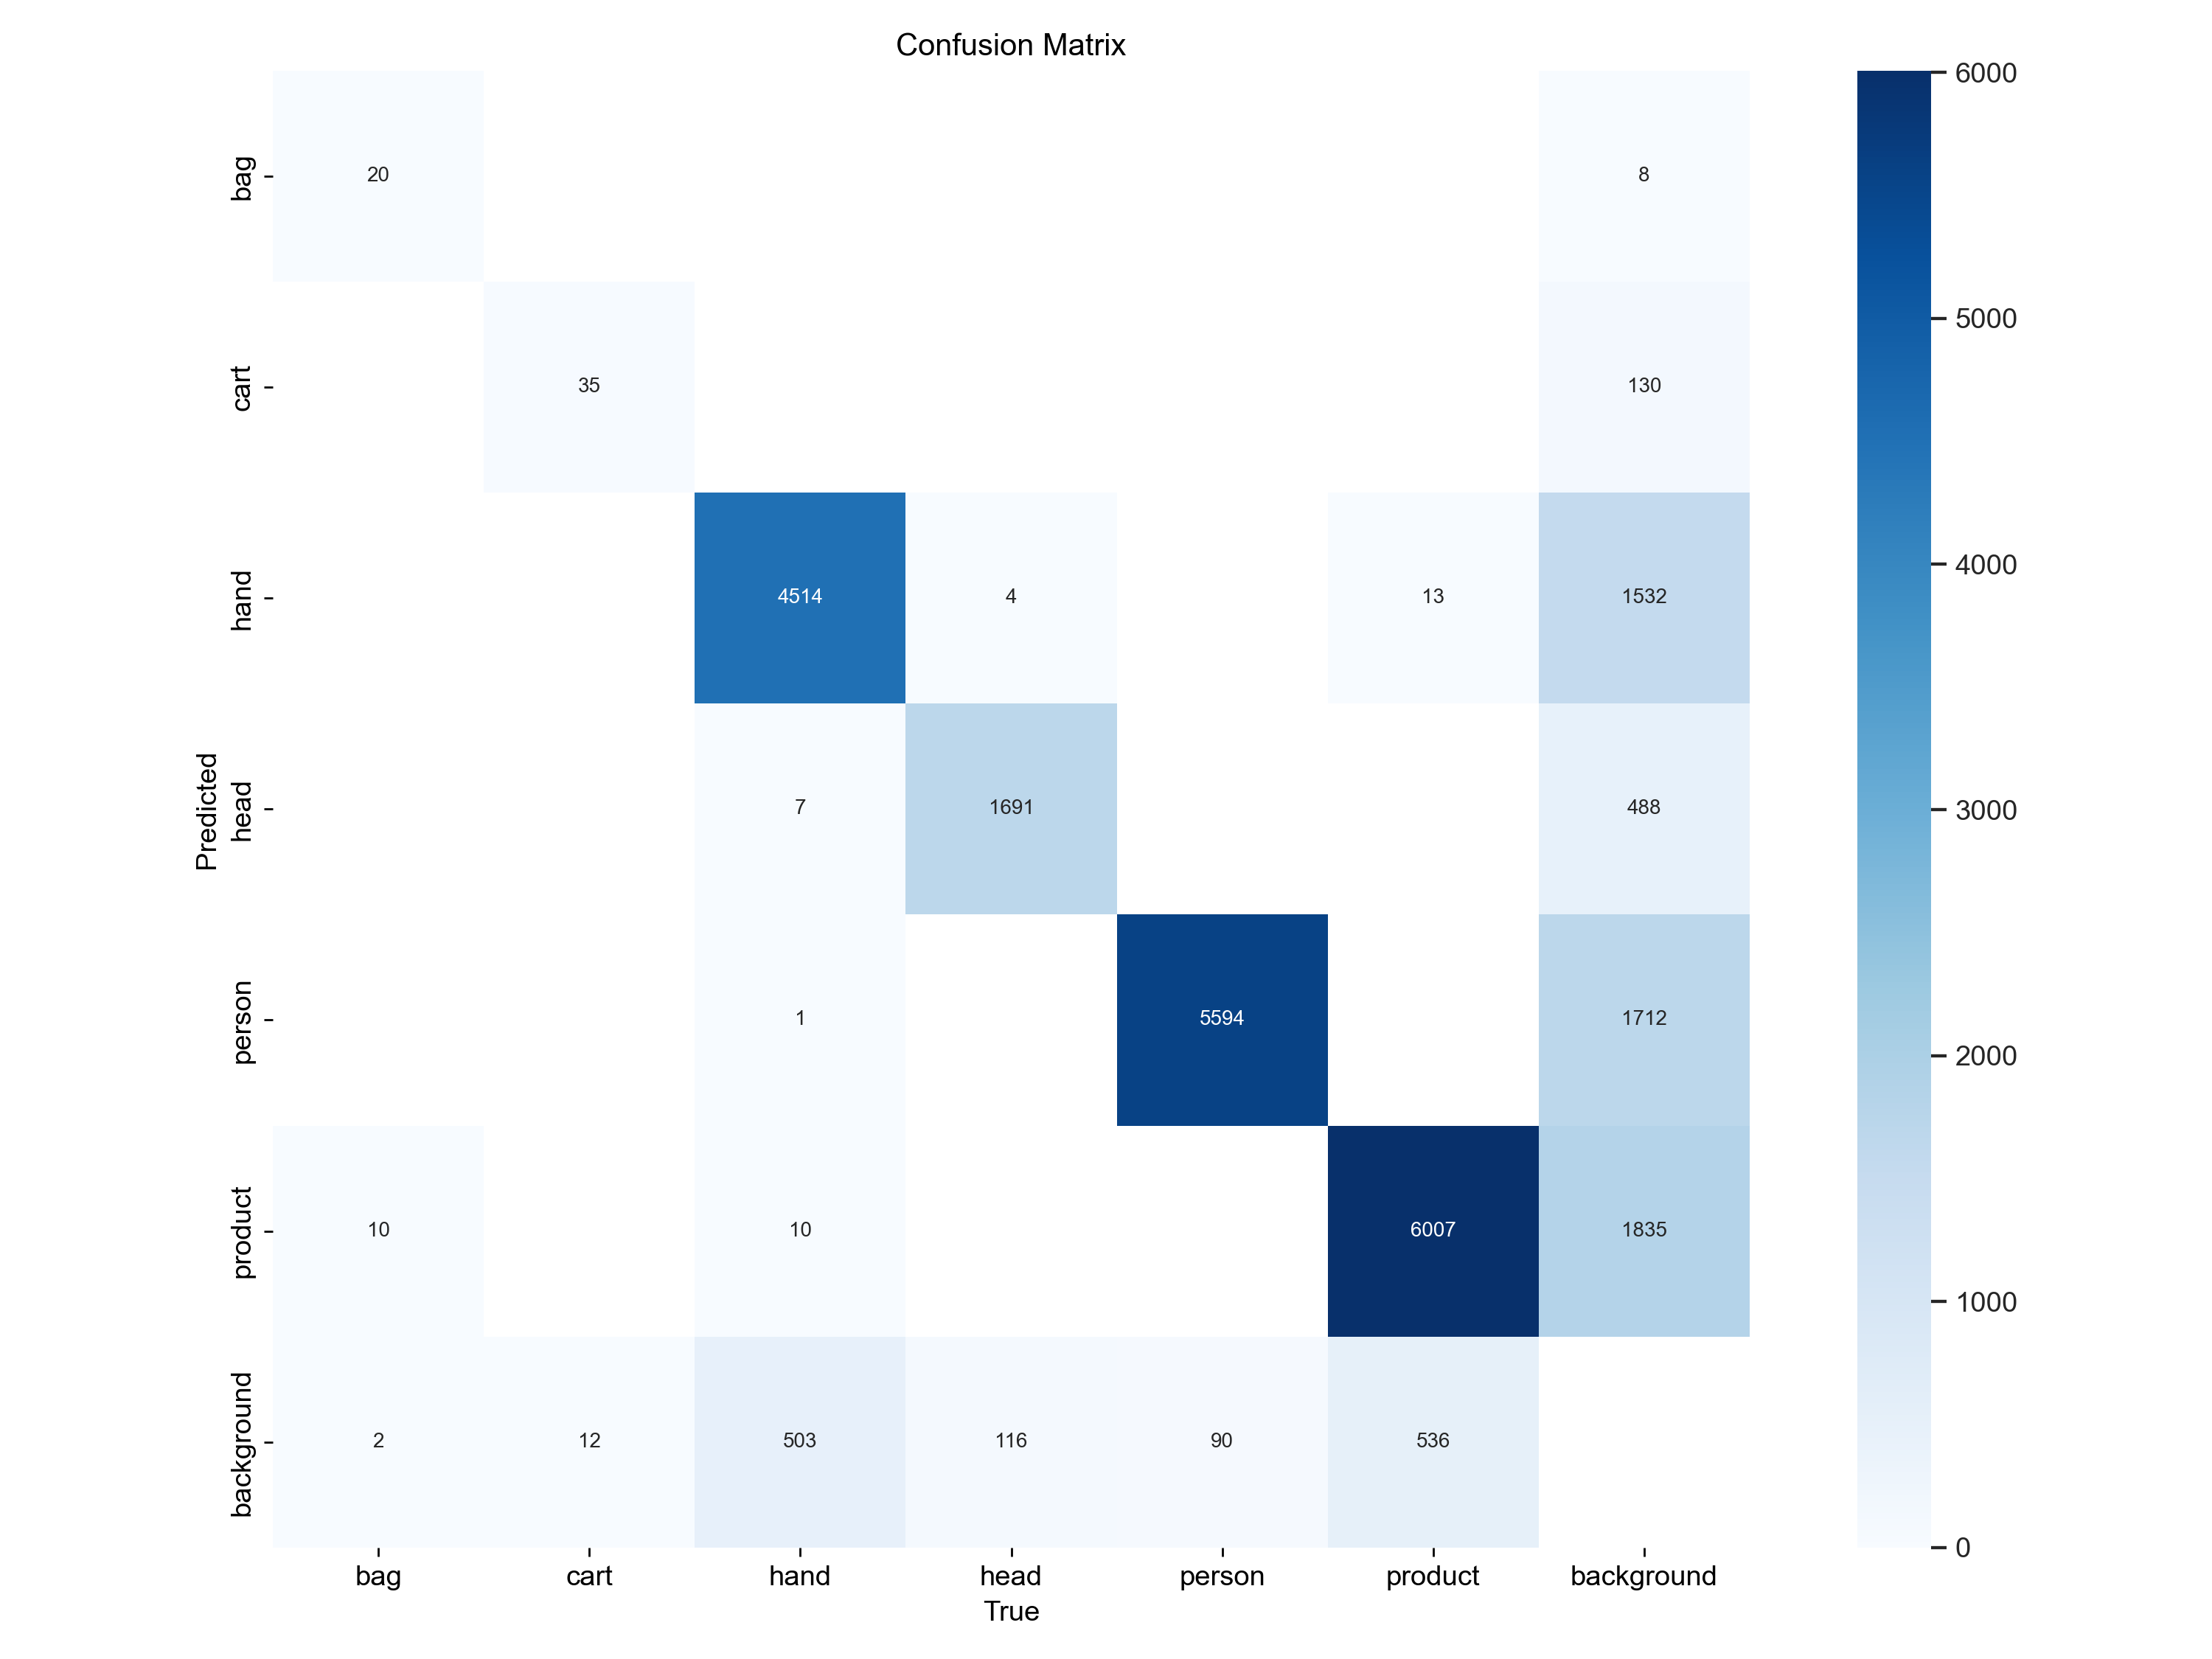 Confusion Matrix
Predicted
bag
20
8
cart
35
130
hand
4514
4
13
1532
head
7
1691
488
person
1
5594
1712
product
10
10
6007
1835
background
2
12
503
116
90
536
bag
cart
hand
head
person
product
background
True
6000
5000
4000
3000
2000
1000
0